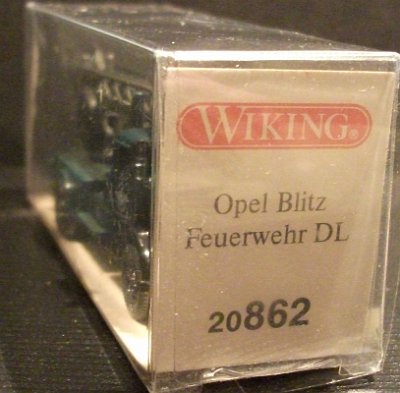 WIKING®
Opel Blitz
Feuerwehr DL
20862